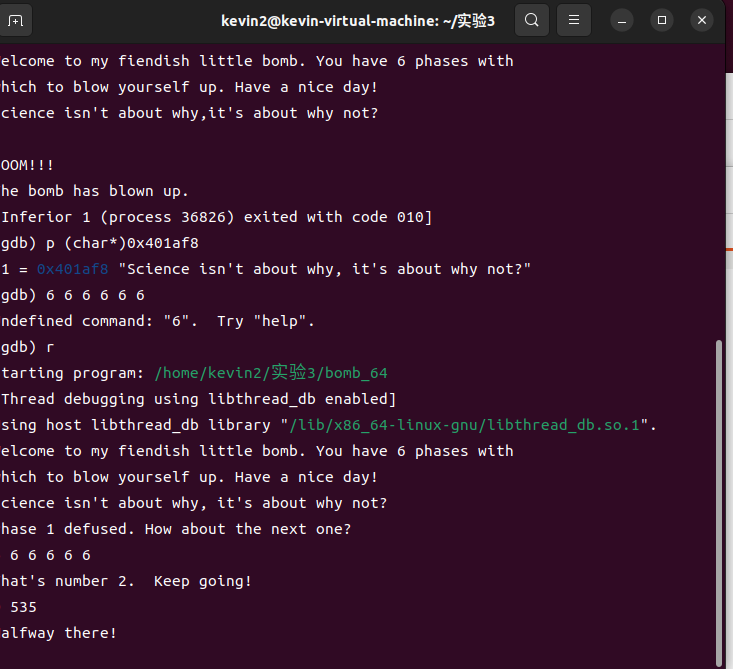 kevin2@kevin-virtual-machine: ~/实验3
elcome to my fiendish little bomb. You have 6 phases with
hich to blow yourself up. Have a nice day!
cience isn't about why,it's about why not?
OOM!!!
he bomb has blown up.
Inferior 1 (process 36826) exited with code 010]
gdb) p (char*)0x401af8
1 = 0x401af8 "Science isn't about why, it's about why not?"
gdb) 6 6 6 6 6 6
ndefined command: "6".  Try "help".
gdb) r
tarting program: /home/kevin2/实验3/bomb_64
Thread debugging using libthread_db enabled]
sing host libthread_db library "/lib/x86_64-linux-gnu/libthread_db.so.1".
elcome to my fiendish little bomb. You have 6 phases with
hich to blow yourself up. Have a nice day!
cience isn't about why, it's about why not?
hase 1 defused. How about the next one?
6 6 6 6 6
hat's number 2.  Keep going!
535
alfway there!